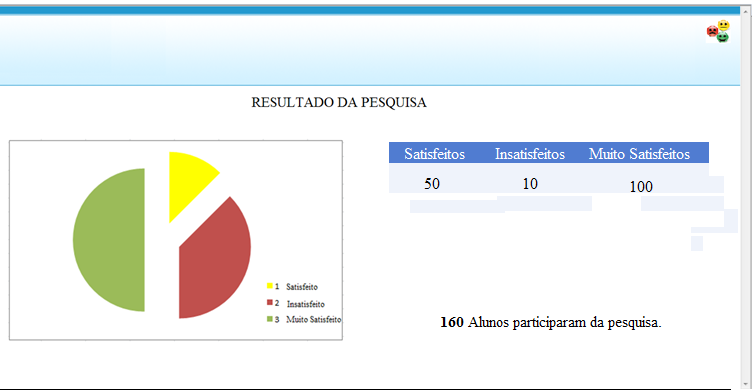 RESULTADO DA PESQUISA
Satisfeitos Insatisfeitos Muito Satisfeitos
50 10 100
1 Satisfeito
2 Insatisfeito
3 Muito Satisfeito
160 Alunos participaram da pesquisa.